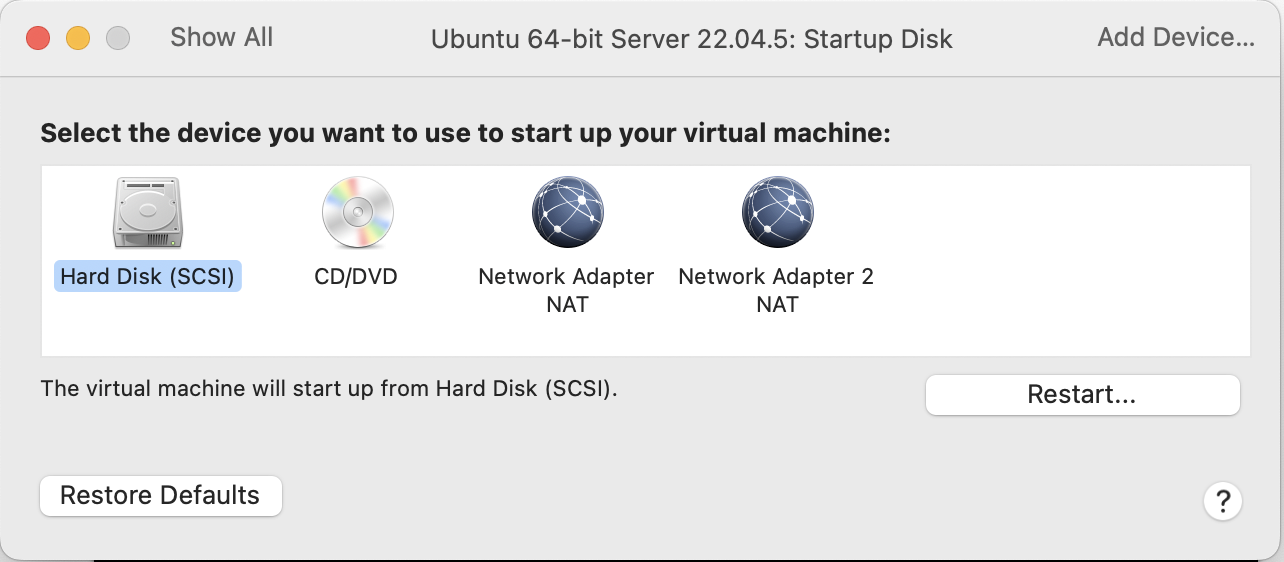 Show All
Ubuntu 64-bit Server 22.04.5: Startup Disk
Add Device...
Select the device you want to use to start up your virtual machine:
Hard Disk (SCSI)
CD/DVD
Network Adapter
NAT
Network Adapter 2
NAT
The virtual machine will start up from Hard Disk (SCSI).
Restart...
Restore Defaults
?